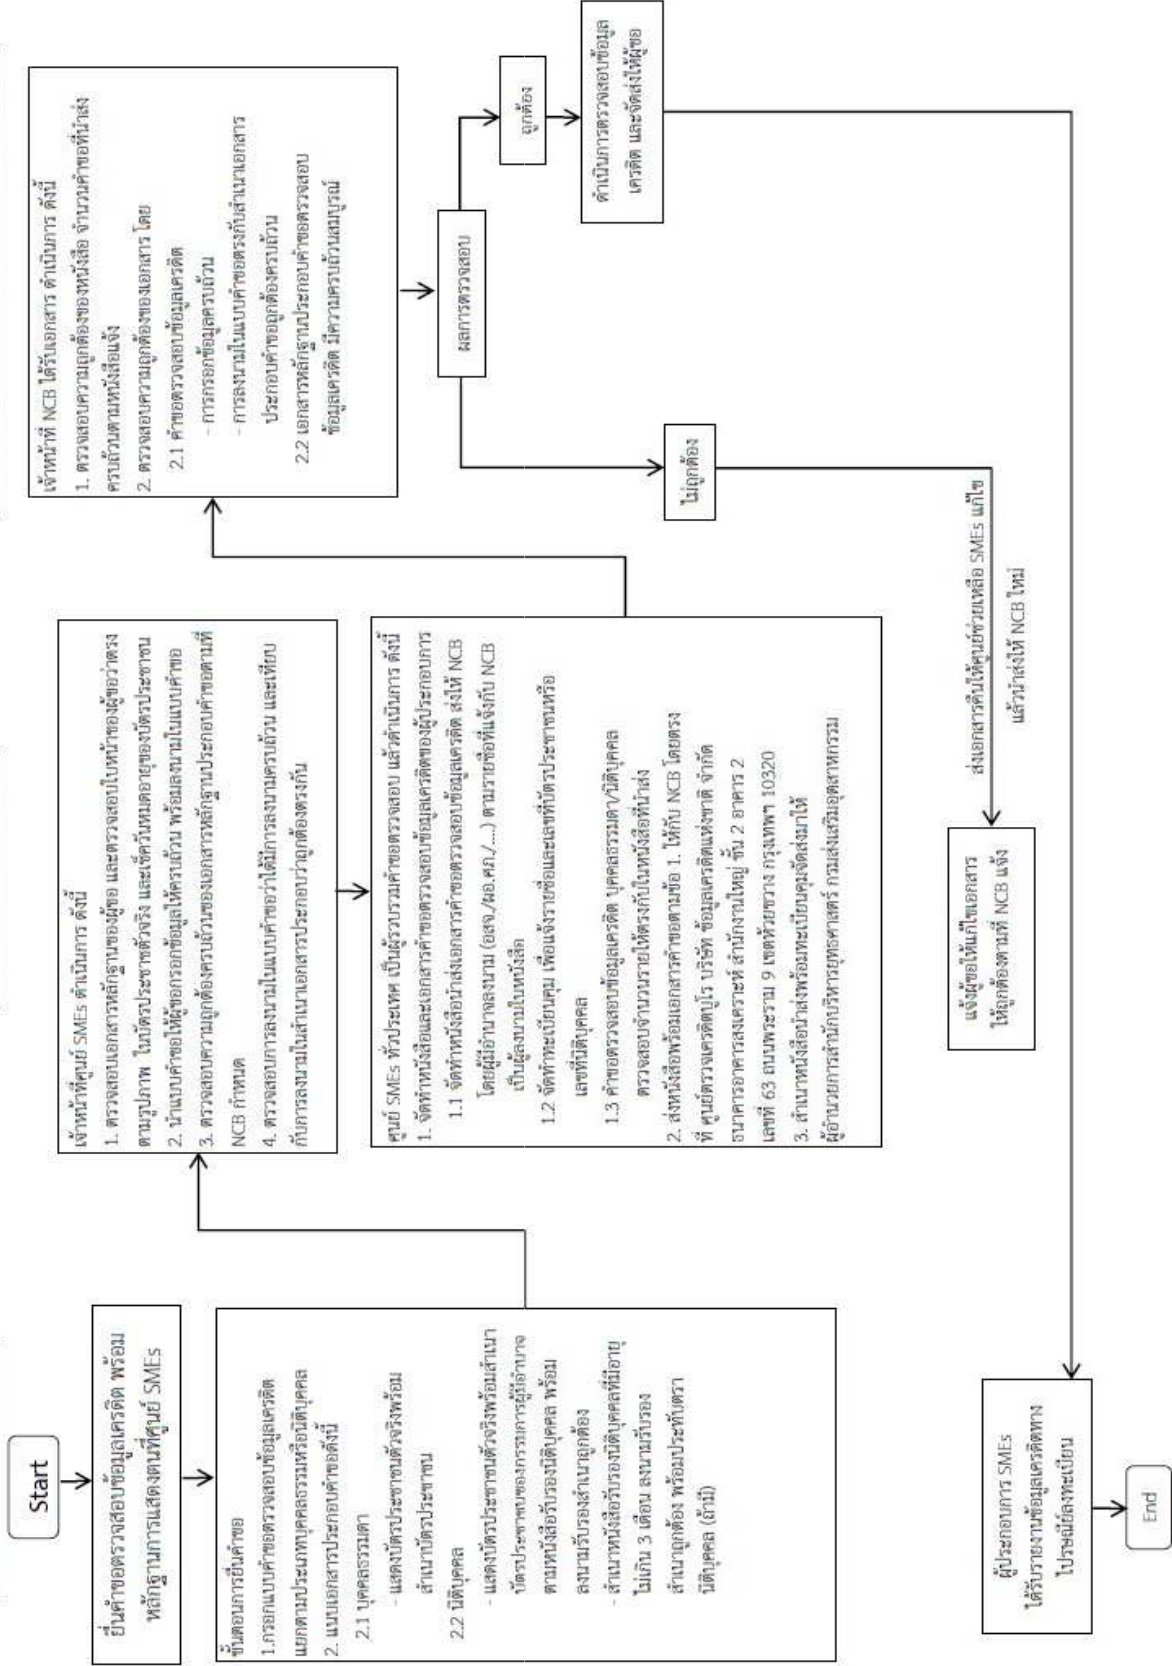 Start
ยื่นคำขอตรวจสอบข้อมูลเครดิต พร้อม
หลักฐานการแสดงตนที่ศูนย์ SMEs
ขั้นตอนการยื่นคำขอ
1.กรอกแบบคำขอตรวจสอบข้อมูลเครดิต
แยกตามประเภทบุคคลธรรมหรือนิติบุคคล
2. แนบเอกสารประกอบคำขอดังนี้
2.1 บุคคลธรรมดา
- แสดงบัตรประชาชนตัวจริงพร้อม
สำเนาบัตรประชาชน
2.2 นิติบุคคล
- แสดงบัตรประชาชนตัวจริงพร้อมสำเนา
บัตรประชาชนของกรรมการผู้มีอำนาจ
ตามหนังสือรับรองนิติบุคคล พร้อม
ลงนามรับรองสำเนาถูกต้อง
- สำเนาหนังสือรับรองนิติบุคคลที่มีอายุ
ไม่เกิน 3 เดือน ลงนามรับรอง
สำเนาถูกต้อง พร้อมประทับตรา
นิติบุคคล (ถ้ามี)
เจ้าหน้าที่ศูนย์ SMEs ดำเนินการ ดังนี้
1. ตรวจสอบเอกสารหลักฐานของผู้ขอ และตรวจสอบใบหน้าของผู้ขอว่าตรง
ตามรูปภาพ ในบัตรประชาชาตัวจริง และเช็ควันหมดอายุของบัตรประชาชน
2. นำแบบคำขอให้ผู้ขอกรอกข้อมูลให้ครบถ้วน พร้อมลงนามในแบบคำขอ
3. ตรวจสอบความถูกต้องครบถ้วนของเอกสารหลักฐานประกอบคำขอตามที่
NCB กำหนด
4. ตรวจสอบการลงนามในแบบคำขอว่าได้มีการลงนามครบถ้วน และเทียบ
กับการลงนามในสำเนาเอกสารประกอบว่าถูกต้องตรงกัน
ศูนย์ SMEs ทั่วประเทศ เป็นผู้รวบรวมคำขอตรวจสอบ แล้วดำเนินการ ดังนี้
1. จัดทำหนังสือและเอกสารคำขอตรวจสอบข้อมูลเครดิตของผู้ประกอบการ
1.1 จัดทำหนังสือนำส่งเอกสารคำขอตรวจสอบข้อมูลเครดิต ส่งให้ NCB
โดยผู้มีอำนาจลงนาม (อสจ./ผอ.ศภ./....) ตามรายชื่อที่แจ้งกับ NCB
เป็นผู้ลงนามในหนังสือ
1.2 จัดทำทะเบียนคุม เพื่อแจ้งรายชื่อและเลขที่บัตรประชาชนหรือ
เลขที่นิติบุคคล
1.3 คำขอตรวจสอบข้อมูลเครดิต บุคคลธรรมดา/นิติบุคคล
ตรวจสอบจำนวนรายให้ตรงกับในหนังสือที่นำส่ง
2. ส่งหนังสือพร้อมเอกสารคำขอตามข้อ 1. ให้กับ NCB โดยตรง
ที่ ศูนย์ตรวจเครดิตบูโร บริษัท ข้อมูลเครดิตแห่งชาติ จำกัด
ธนาคารอาคารสงเคราะห์ สำนักงานใหญ่ ชั้น 2 อาคาร 2
เลขที่ 63 ถนนพระราม 9 เขตห้วยขวาง กรุงเทพฯ 10320
3. สำเนาหนังสือนำส่งพร้อมทะเบียนคุมจัดส่งมาให้
ผู้อำนวยการสำนักบริหารยุทธศาสตร์ กรมส่งเสริมอุตสาหกรรม
เจ้าหน้าที่ NCB ได้รับเอกสาร ดำเนินการ ดังนี้
1. ตรวจสอบความถูกต้องของหนังสือ จำนวนคำขอที่นำส่ง
ครบถ้วนตามหนังสือแจ้ง
2. ตรวจสอบความถูกต้องของเอกสาร โดย
2.1 คำขอตรวจสอบข้อมูลเครดิต
- การกรอกข้อมูลครบถ้วน
- การลงนามในแบบคำขอตรงกับสำเนาเอกสาร
ประกอบคำขอถูกต้องครบถ้วน
2.2 เอกสารหลักฐานประกอบคำขอตรวจสอบ
ข้อมูลเครดิต มีความครบถ้วนสมบูรณ์
ผลการตรวจสอบ
ถูกต้อง
ดำเนินการตรวจสอบข้อมูล
เครดิต และจัดส่งให้ผู้ขอ
ไม่ถูกต้อง
ส่งเอกสารคืนให้ศูนย์ช่วยเหลือ SMEs แก้ไข
แล้วนำส่งให้ NCB ใหม่
แจ้งผู้ขอให้แก้ไขเอกสาร
ให้ถูกต้องตามที่ NCB แจ้ง
ผู้ประกอบการ SMEs
ได้รับรายงานข้อมูลเครดิตทาง
ไปรษณีย์ลงทะเบียน
End